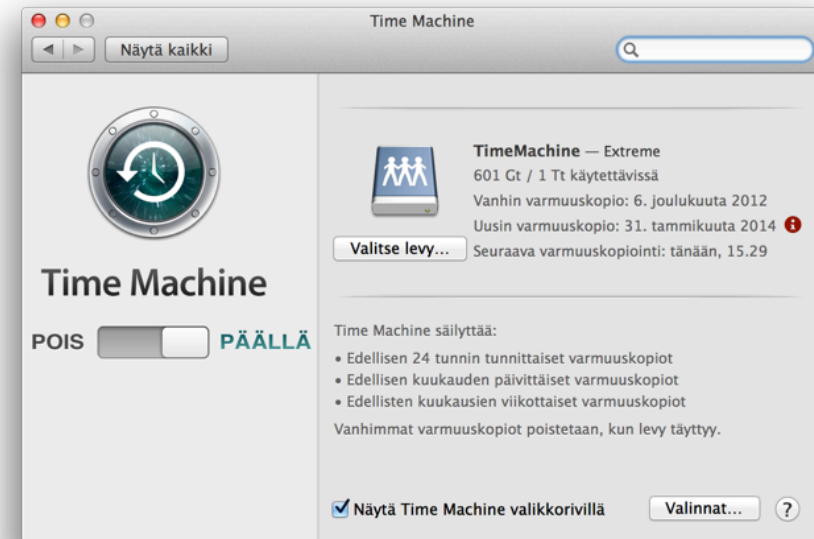 Time Machine
Näytä kaikki
TimeMachine — Extreme
601 Gt / 1 Tt käytettävissä
Vanhin varmuuskopio: 6. joulukuuta 2012
Uusin varmuuskopio: 31. tammikuuta 2014
Valitse levy...
Seuraava varmuuskopiointi: tänään, 15.29
Time Machine
POIS PÄÄLLÄ
Time Machine säilyttää:
• Edellisen 24 tunnin tunnittaiset varmuuskopiot
• Edellisen kuukauden päivittäiset varmuuskopiot
• Edellisten kuukausien viikottaiset varmuuskopiot
Vanhimmat varmuuskopiot poistetaan, kun levy täyttyy.
Näytä Time Machine valikkorivillä
Valinnat...
?